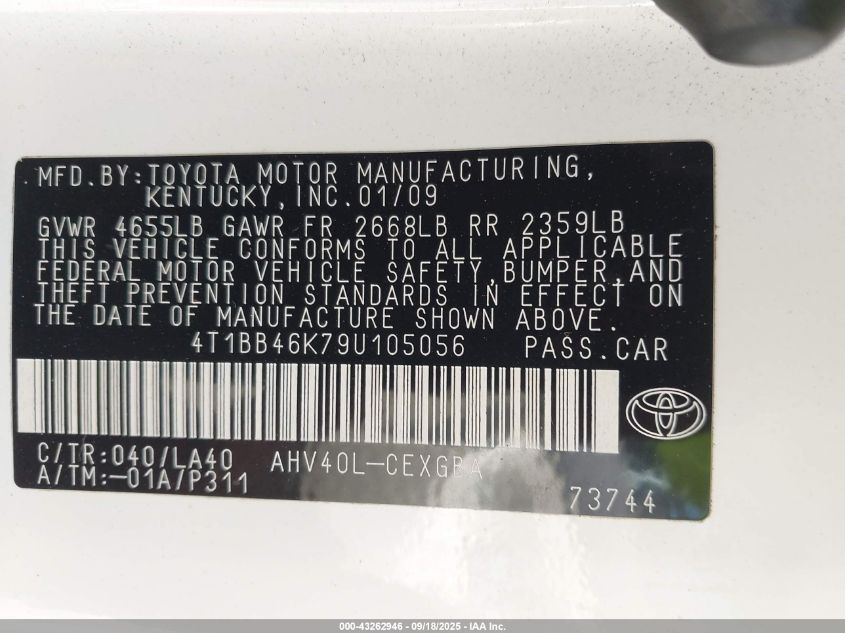 MFD.BY:TOYOTA MOTOR MANUFACTURING,
KENTUCKY,INC.01/09
GVWR 4655LB GAWR FR 2668LB RR 2359LB
THIS VEHICLE CONFORMS TO ALL APPLICABLE
FEDERAL MOTOR VEHICLE SAFETY,BUMPER,AND
THEFT PREVENTION STANDARDS IN EFFECT ON
THE DATE OF MANUFACTURE SHOWN ABOVE.
4T1BB46K79U105056 PASS.CAR
C/TR:040/LA40 AHV40L-CEXGBA
A/TM:-01A/P311
73744
000-43262946 - 09/18/2025 - IAA Inc.